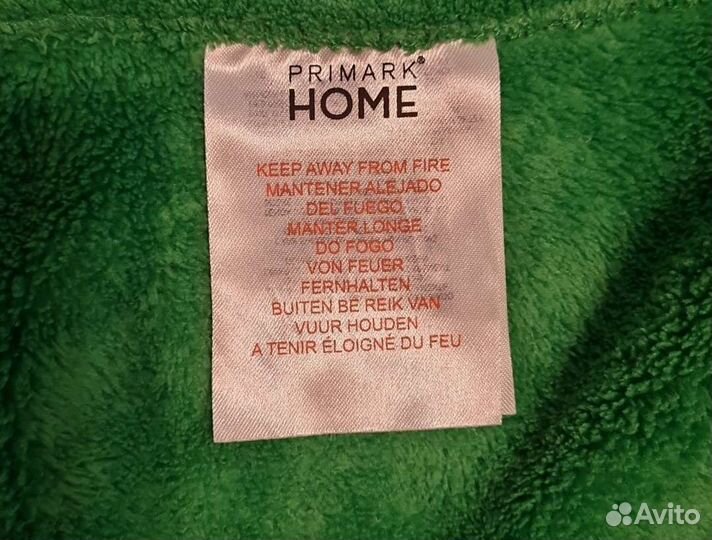 PRIMARK®
HOME
KEEP AWAY FROM FIRE
MANTENER ALEJADO
DEL FUEGO
MANTER LONGE
DO FOGO
VON FEUER
FERNHALTEN
BUITEN BE REIK VAN
VUUR HOUDEN
A TENIR ÉLOIGNÉ DU FEU
Avito